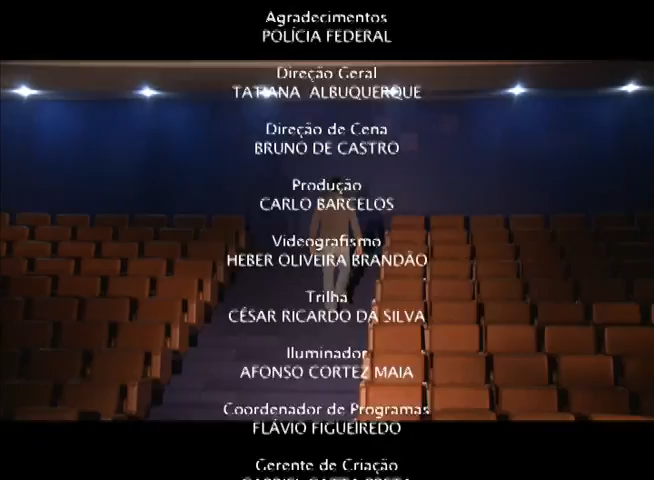 Agradecimentos
POLÍCIA FEDERAL
Direção Geral
TATIANA ALBUQUERQUE
Direção de Cena
BRUNO DE CASTRO
Produção
CARLO BARCELOS
Videografismo
HEBER OLIVEIRA BRANDÃO
Trilha
CÉSAR RICARDO DA SILVA
Iluminador
AFONSO CORTEZ MAIA
Coordenador de Programas
FLÁVIO FIGUEIREDO
Gerente de Criação